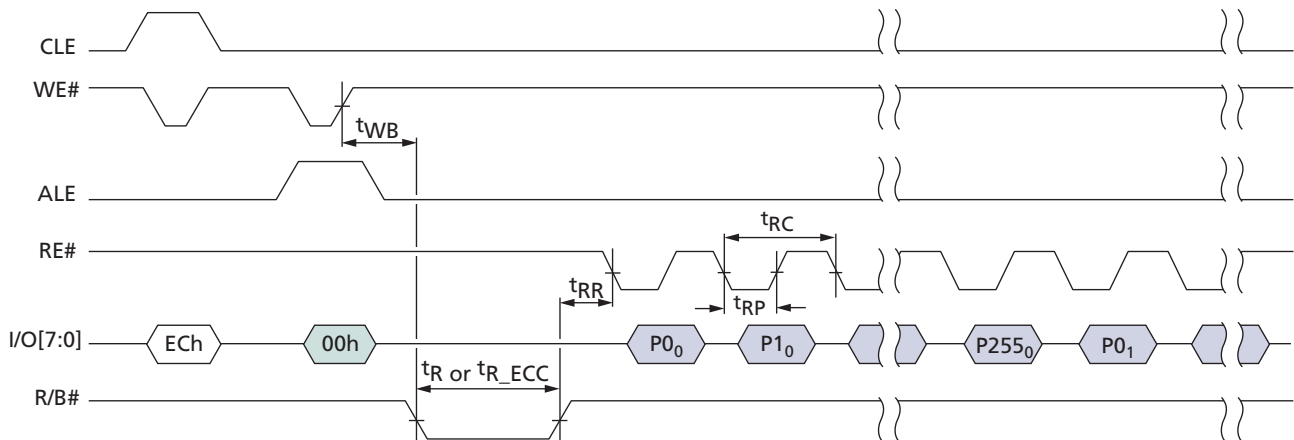 CLE
WE#
tWB
ALE
tRC
RE#
tRR
tRP
I/O[7:0] ECh 00h P0₀ P1₀ P255₀ P0₁
tR or tR_ECC
R/B#